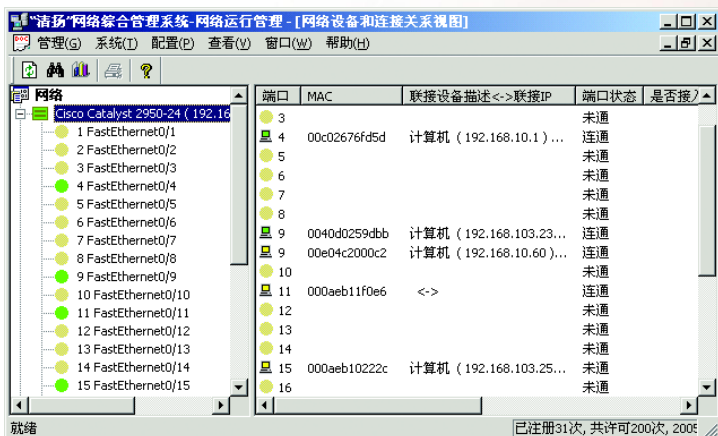 "清扬"网络综合管理系统-网络运行管理 - [网络设备和连接关系视图]
管理(G) 系统(T) 配置(P) 查看(V) 窗口(W) 帮助(H)
网络
Cisco Catalyst 2950-24 ( 192.16
1 FastEthernet0/1
2 FastEthernet0/2
3 FastEthernet0/3
4 FastEthernet0/4
5 FastEthernet0/5
6 FastEthernet0/6
7 FastEthernet0/7
8 FastEthernet0/8
9 FastEthernet0/9
10 FastEthernet0/10
11 FastEthernet0/11
12 FastEthernet0/12
13 FastEthernet0/13
14 FastEthernet0/14
15 FastEthernet0/15
端口 MAC 联接设备描述<->联接IP 端口状态 是否接入
3 未通
4 00c02676fd5d 计算机 ( 192.168.10.1 ) ... 连通
5 未通
6 未通
7 未通
8 未通
9 0040d0259dbb 计算机 ( 192.168.103.23... 连通
9 00e04c2000c2 计算机 ( 192.168.10.60 )... 连通
10 未通
11 000aeb11f0e6 <-> 连通
12 未通
13 未通
14 未通
15 000aeb10222c 计算机 ( 192.168.103.25... 连通
16 未通
就绪
已注册31次, 共许可200次, 2005